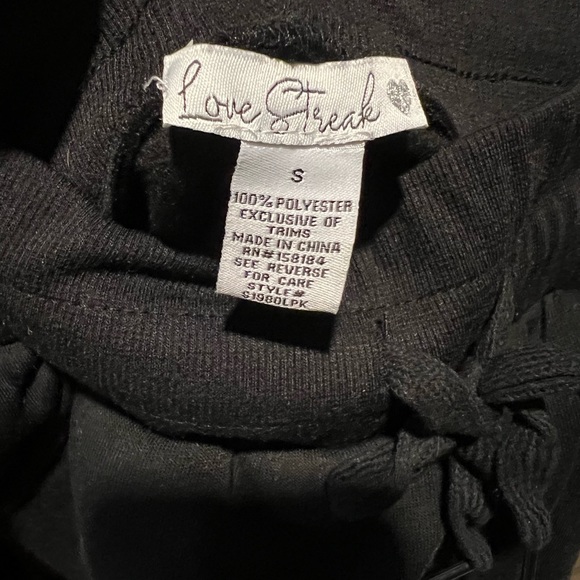 Love Streak
S
100% POLYESTER
EXCLUSIVE OF
TRIMS
MADE IN CHINA
RN#158184
SEE REVERSE
FOR CARE
STYLE#
S1980LPK